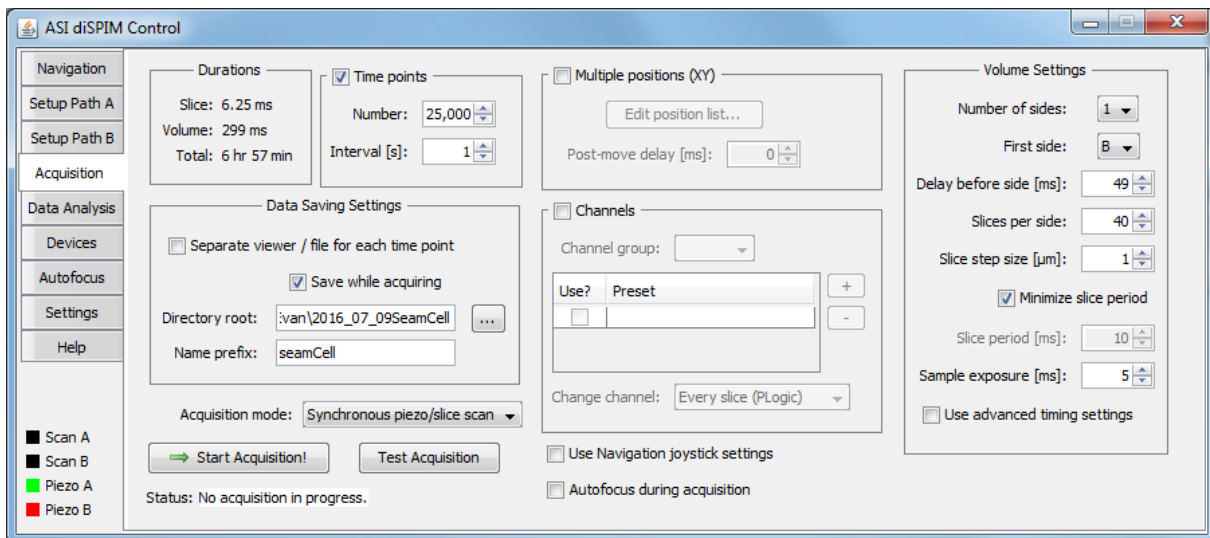 ASI diSPIM Control
Navigation
Setup Path A
Setup Path B
Acquisition
Data Analysis
Devices
Autofocus
Settings
Help
Scan A
Scan B
Piezo A
Piezo B
Durations
Slice: 6.25 ms
Volume: 299 ms
Total: 6 hr 57 min
Time points
Number: 25,000
Interval [s]: 1
Data Saving Settings
Separate viewer / file for each time point
Save while acquiring
Directory root: :van\2016_07_09SeamCell ...
Name prefix: seamCell
Acquisition mode: Synchronous piezo/slice scan
Start Acquisition! Test Acquisition
Status: No acquisition in progress.
Multiple positions (XY)
Edit position list...
Post-move delay [ms]: 0
Channels
Channel group:
Use? Preset +
-
Change channel: Every slice (PLogic)
Use Navigation joystick settings
Autofocus during acquisition
Volume Settings
Number of sides: 1
First side: B
Delay before side [ms]: 49
Slices per side: 40
Slice step size [µm]: 1
Minimize slice period
Slice period [ms]: 10
Sample exposure [ms]: 5
Use advanced timing settings